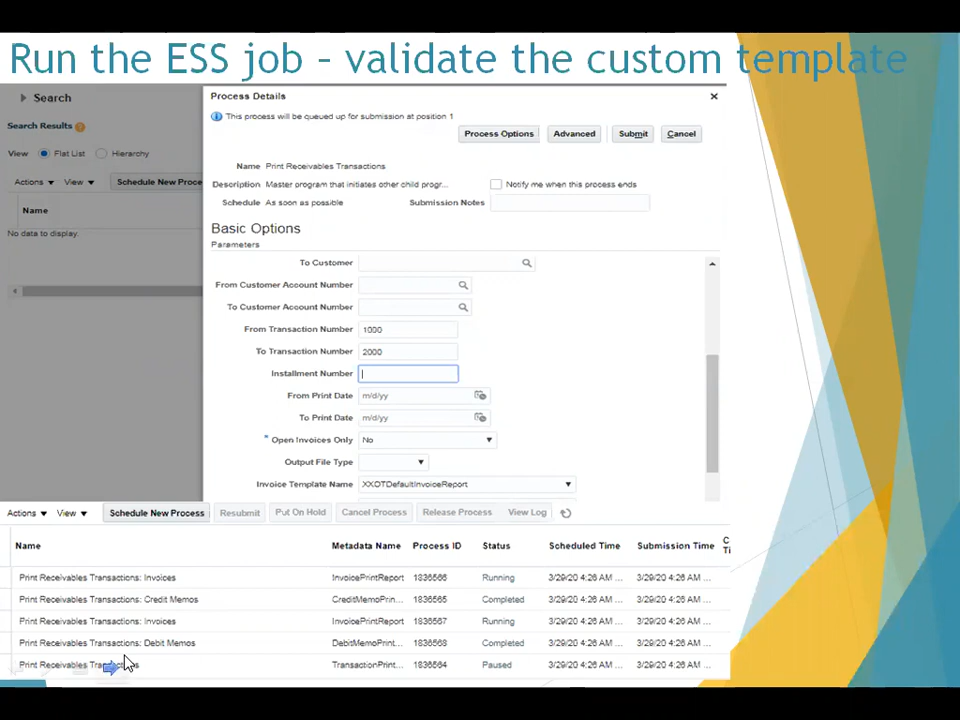 Run the ESS job – validate the custom template
Search
Process Details
This process will be queued up for submission at position 1
Search Results
Process Options Advanced Submit Cancel
View Flat List Hierarchy
Name Print Receivables Transactions
Actions View Schedule New Proce
Description Master program that initiates other child progr... Notify me when this process ends
Schedule As soon as possible Submission Notes
Name
Basic Options
No data to display.
Parameters
To Customer
From Customer Account Number
To Customer Account Number
From Transaction Number 1000
To Transaction Number 2000
Installment Number
From Print Date m/d/yy
To Print Date m/d/yy
* Open Invoices Only No
Output File Type
Invoice Template Name XXOTDefaultInvoiceReport
Actions View Schedule New Process Resubmit Put On Hold Cancel Process Release Process View Log
Name Metadata Name Process ID Status Scheduled Time Submission Time
Print Receivables Transactions: Invoices InvoicePrintReport 1836566 Running 3/29/20 4:26 AM ... 3/29/20 4:26 AM ...
Print Receivables Transactions: Credit Memos CreditMemoPrin... 1836565 Completed 3/29/20 4:26 AM ... 3/29/20 4:26 AM ...
Print Receivables Transactions: Invoices InvoicePrintReport 1836567 Running 3/29/20 4:26 AM ... 3/29/20 4:26 AM ...
Print Receivables Transactions: Debit Memos DebitMemoPrint... 1836568 Completed 3/29/20 4:26 AM ... 3/29/20 4:26 AM ...
Print Receivables Transactions TransactionPrint... 1836564 Paused 3/29/20 4:26 AM ... 3/29/20 4:26 AM ...